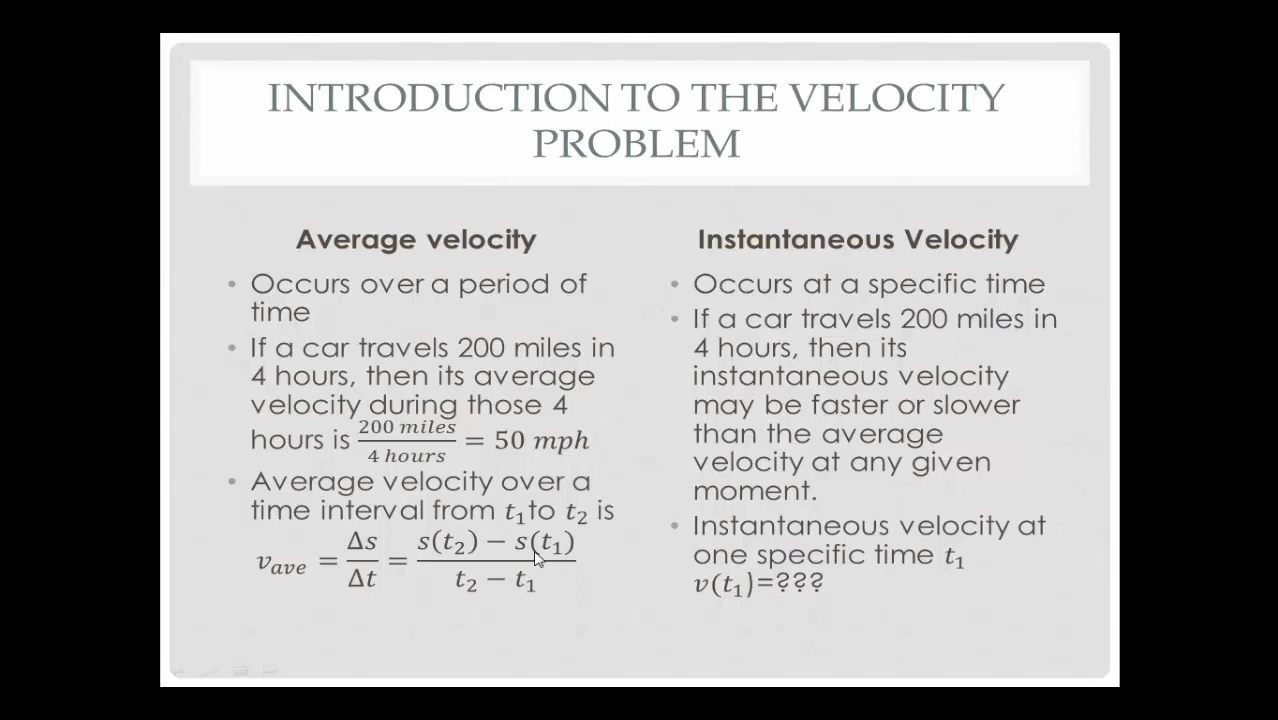 INTRODUCTION TO THE VELOCITY
PROBLEM
Average velocity
• Occurs over a period of
time
• If a car travels 200 miles in
4 hours, then its average
velocity during those 4
hours is 200 miles / 4 hours = 50 mph
• Average velocity over a
time interval from t₁to t₂ is
v_ave = Δs / Δt = s(t₂) − s(t₁) / t₂ − t₁
Instantaneous Velocity
• Occurs at a specific time
• If a car travels 200 miles in
4 hours, then its
instantaneous velocity
may be faster or slower
than the average
velocity at any given
moment.
• Instantaneous velocity at
one specific time t₁
v(t₁)=???